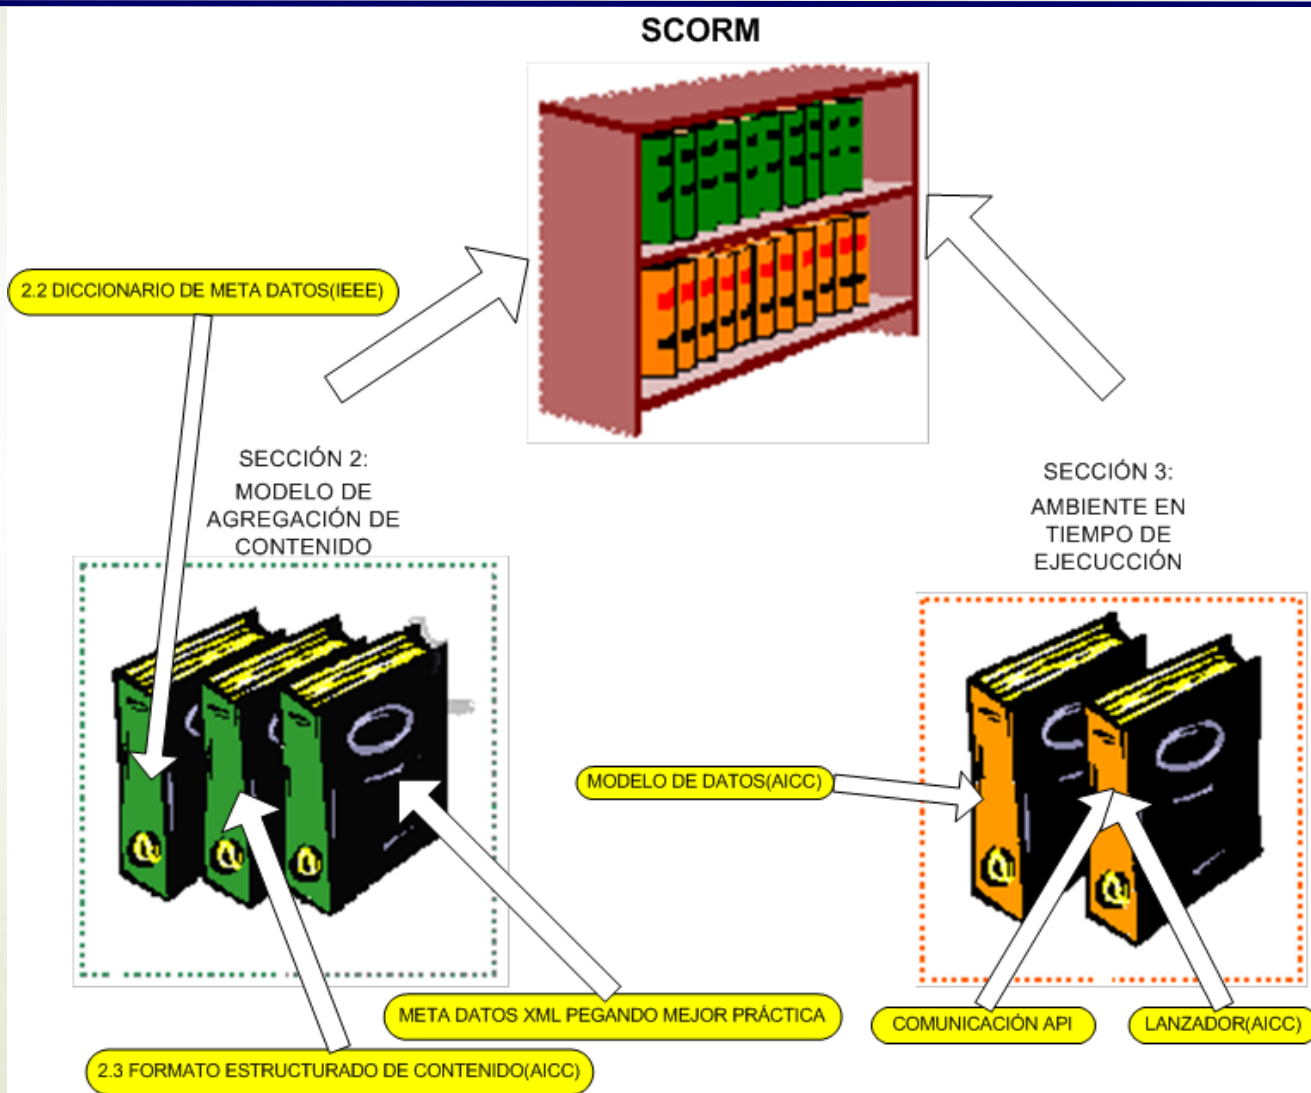 SCORM
2.2 DICCIONARIO DE META DATOS(IEEE)
SECCIÓN 2:
MODELO DE
AGREGACIÓN DE
CONTENIDO
SECCIÓN 3:
AMBIENTE EN
TIEMPO DE
EJECUCCIÓN
MODELO DE DATOS(AICC)
META DATOS XML PEGANDO MEJOR PRÁCTICA
COMUNICACIÓN API
LANZADOR(AICC)
2.3 FORMATO ESTRUCTURADO DE CONTENIDO(AICC)